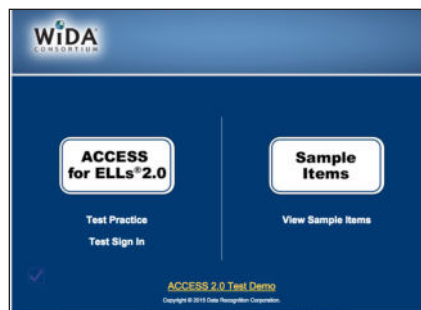 WiDA
CONSORTIUM
ACCESS
for ELLs®2.0
Test Practice
Test Sign In
Sample
Items
View Sample Items
ACCESS 2.0 Test Demo
Copyright © 2015 Data Recognition Corporation.